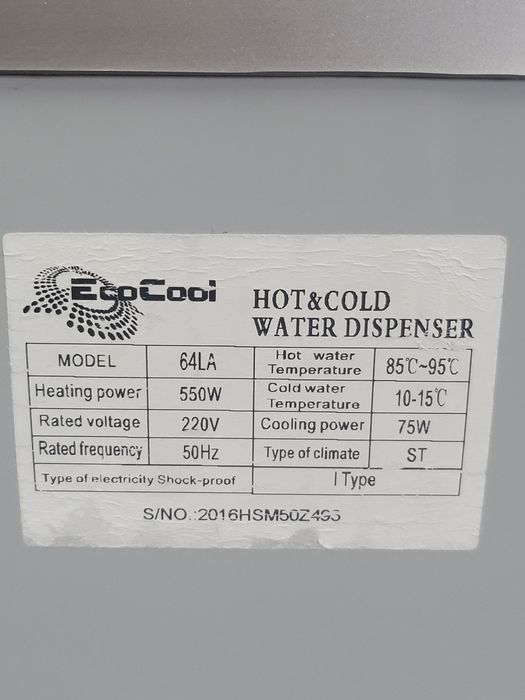 EcoCool
HOT&COLD
WATER DISPENSER
MODEL 64LA Hot water Temperature 85℃~95℃
Heating power 550W Cold water Temperature 10-15℃
Rated voltage 220V Cooling power 75W
Rated frequency 50Hz Type of climate ST
Type of electricity Shock-proof I Type
S/NO.:2016HSM50Z495